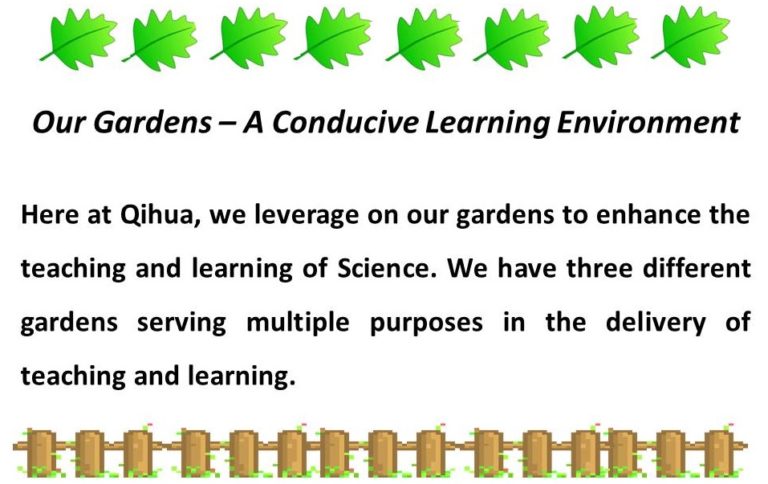 Our Gardens – A Conducive Learning Environment
Here at Qihua, we leverage on our gardens to enhance the
teaching and learning of Science. We have three different
gardens serving multiple purposes in the delivery of
teaching and learning.